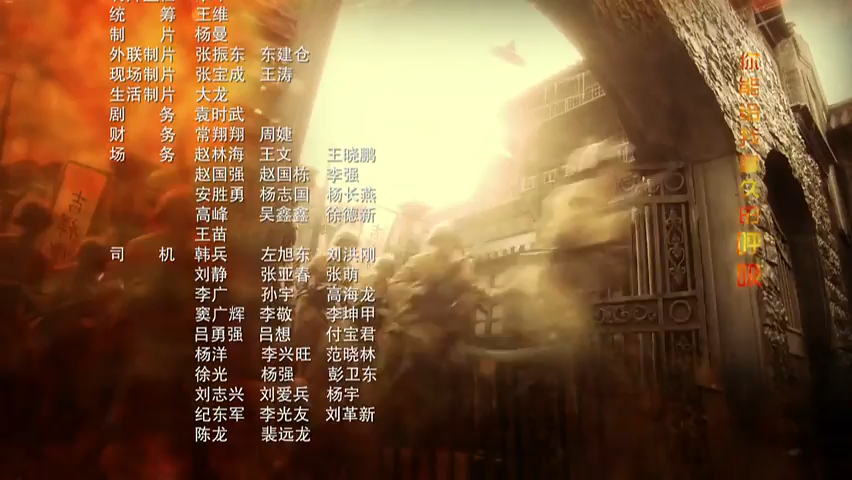 统 筹 王维
制 片 杨曼
外联制片 张振东 东建仓
现场制片 张宝成 王涛
生活制片 大龙
剧 务 袁时武
财 务 常翔翔 周婕
场 务 赵林海 王文 王晓鹏
赵国强 赵国栋 李强
安胜勇 杨志国 杨长燕
高峰 吴鑫鑫 徐德新
王苗
司 机 韩兵 左旭东 刘洪刚
刘静 张亚春 张萌
李广 孙宇 高海龙
窦广辉 李敬 李坤甲
吕勇强 吕想 付宝君
杨洋 李兴旺 范晓林
徐光 杨强 彭卫东
刘志兴 刘爱兵 杨宇
纪东军 李光友 刘革新
陈龙 裴远龙
你能
的呼吸